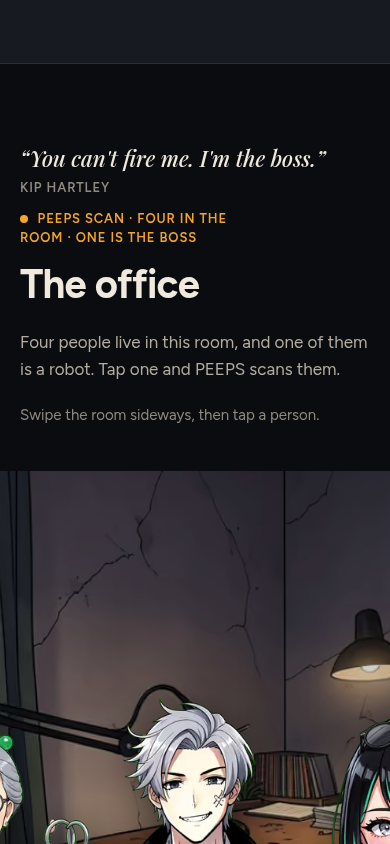 “You can't fire me. I'm the boss.”
KIP HARTLEY
PEEPS SCAN · FOUR IN THE
ROOM · ONE IS THE BOSS
The office
Four people live in this room, and one of them
is a robot. Tap one and PEEPS scans them.
Swipe the room sideways, then tap a person.